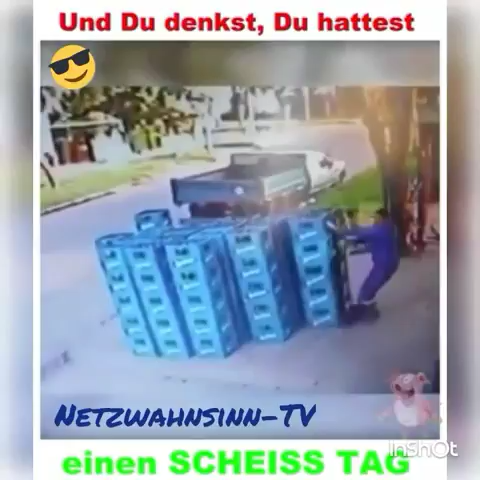 Und Du denkst, Du hattest
NETZWAHNSINN-TV
einen SCHEISS TAG
InShOt